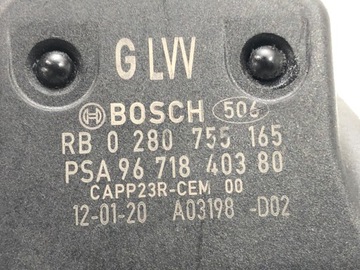 G LW
BOSCH 506
RB 0 280 755 165
PSA 96 718 403 80
CAPP23R-CEM 00
12-01-20 A03198 -D02